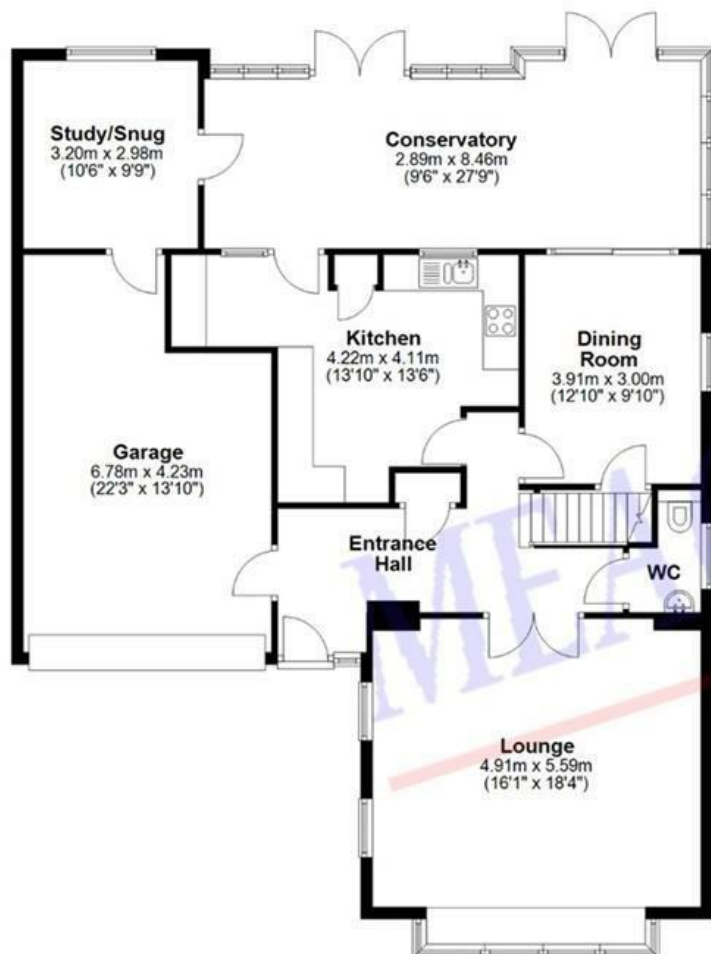 Study/Snug
3.20m x 2.98m
(10'6" x 9'9")
Conservatory
2.89m x 8.46m
(9'6" x 27'9")
Kitchen
4.22m x 4.11m
(13'10" x 13'6")
Dining
Room
3.91m x 3.00m
(12'10" x 9'10")
Garage
6.78m x 4.23m
(22'3" x 13'10")
Entrance
Hall
WC
Lounge
4.91m x 5.59m
(16'1" x 18'4")